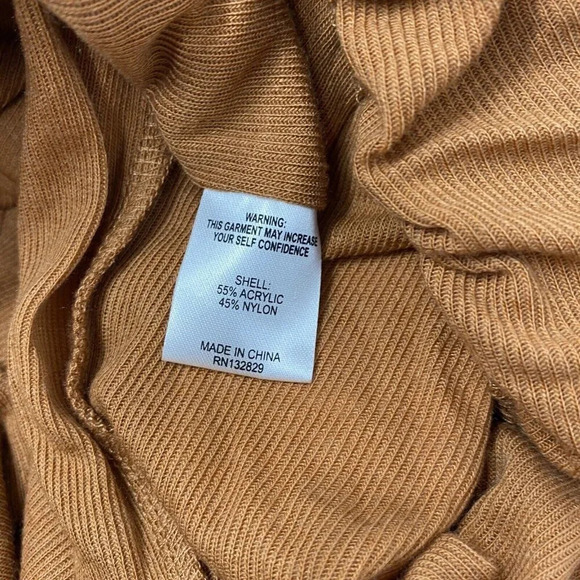 WARNING:
THIS GARMENT MAY INCREASE
YOUR SELF CONFIDENCE
SHELL:
55% ACRYLIC
45% NYLON
MADE IN CHINA
RN132829